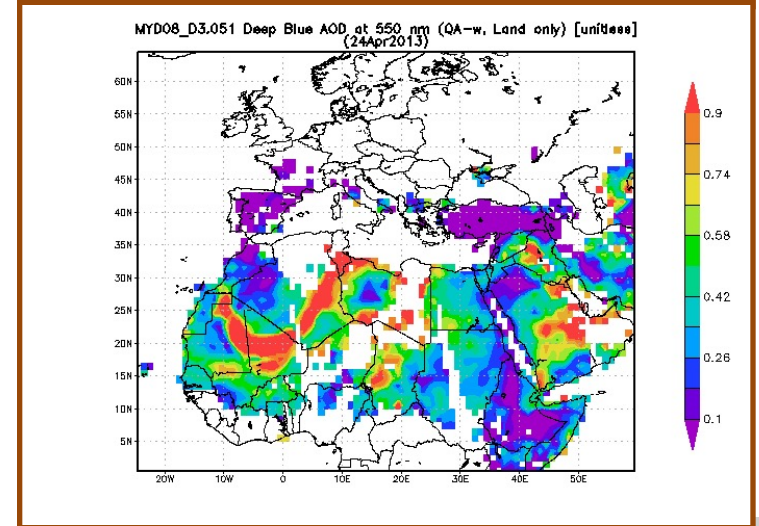 MYD08_D3.051 Deep Blue AOD at 550 nm (QA-w, Land only) [unitless]
(24Apr2013)
60N
55N
50N
45N
40N
35N
30N
25N
20N
15N
10N
5N
20W 10W 0 10E 20E 30E 40E 50E
0.9
0.74
0.58
0.42
0.26
0.1